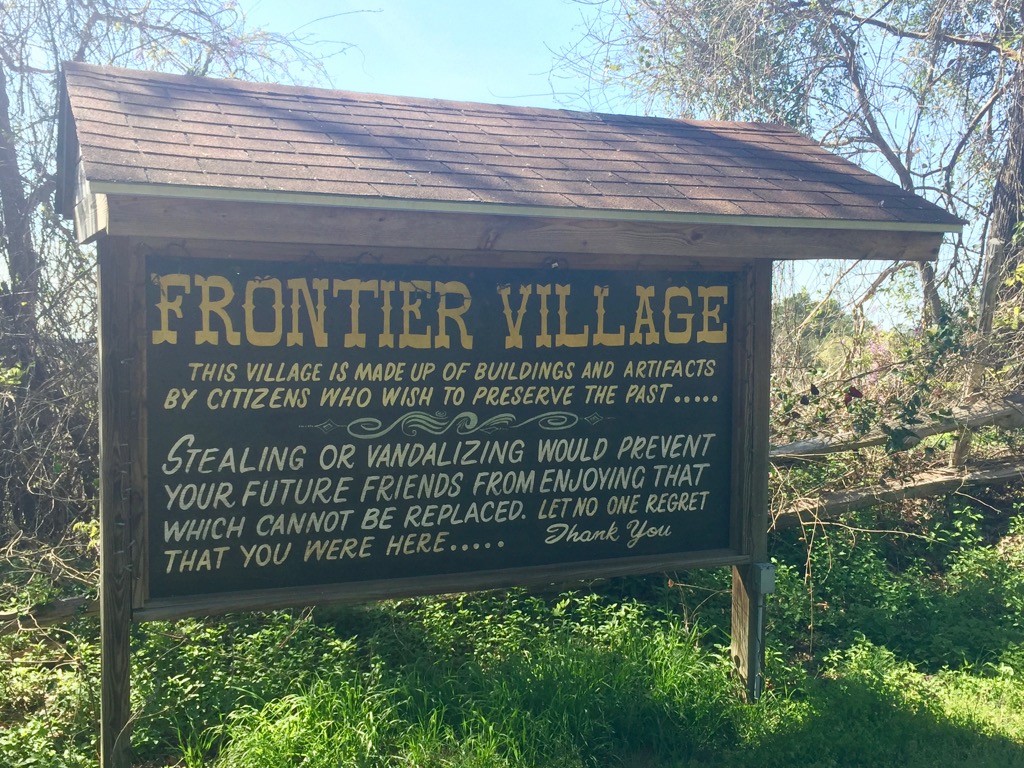 FRONTIER VILLAGE
THIS VILLAGE IS MADE UP OF BUILDINGS AND ARTIFACTS
BY CITIZENS WHO WISH TO PRESERVE THE PAST.....
STEALING OR VANDALIZING WOULD PREVENT
YOUR FUTURE FRIENDS FROM ENJOYING THAT
WHICH CANNOT BE REPLACED. LET NO ONE REGRET
THAT YOU WERE HERE..... Thank You